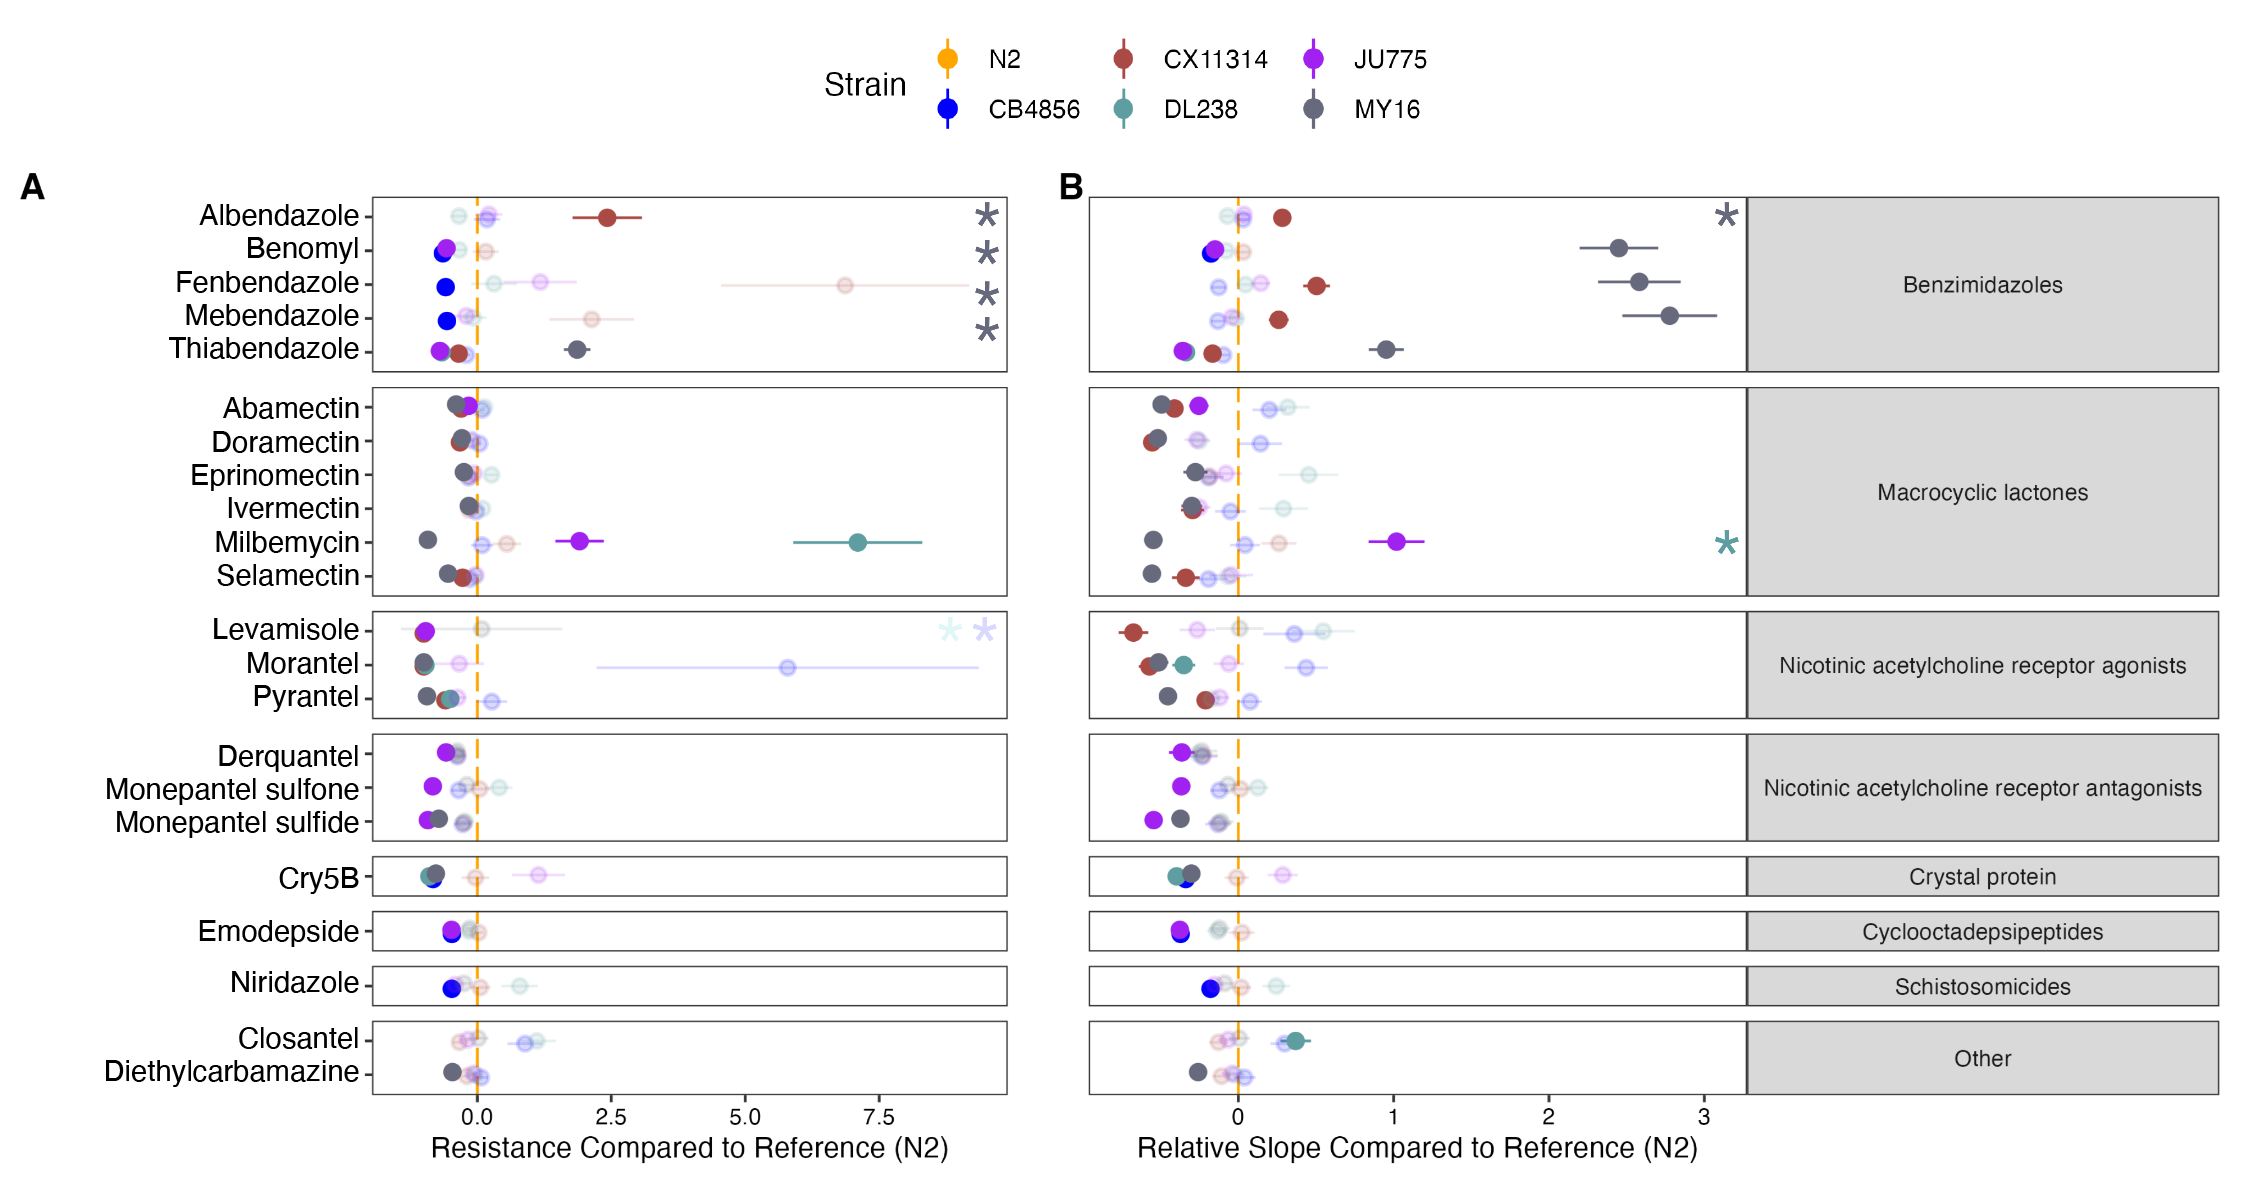 Strain
N2
CX11314
JU775
CB4856
DL238
MY16
A
B
Albendazole
Benomyl
Fenbendazole
Mebendazole
Thiabendazole
Benzimidazoles
Abamectin
Doramectin
Eprinomectin
Ivermectin
Milbemycin
Selamectin
Macrocyclic lactones
Levamisole
Morantel
Pyrantel
Nicotinic acetylcholine receptor agonists
Derquantel
Monepantel sulfone
Monepantel sulfide
Nicotinic acetylcholine receptor antagonists
Cry5B
Crystal protein
Emodepside
Cyclooctadepsipeptides
Niridazole
Schistosomicides
Closantel
Diethylcarbamazine
Other
0.0 2.5 5.0 7.5
Resistance Compared to Reference (N2)
0 1 2 3
Relative Slope Compared to Reference (N2)